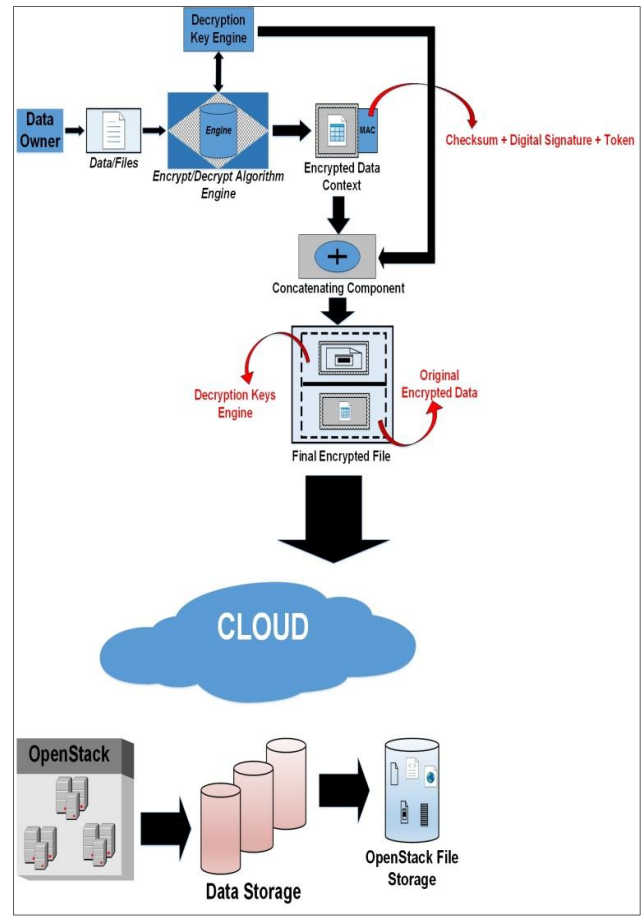 Decryption
Key Engine
Data
Owner
Data/Files
Engine
Encrypt/Decrypt Algorithm
Engine
MAC
Encrypted Data
Context
Checksum + Digital Signature + Token
+
Concatenating Component
Decryption Keys
Engine
Original
Encrypted Data
Final Encrypted File
CLOUD
OpenStack
Data Storage
OpenStack File
Storage